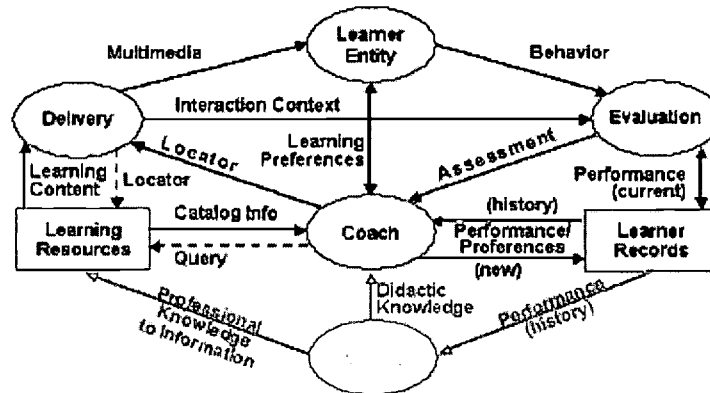 Learner
Entity
Multimedia
Behavior
Delivery
Interaction Context
Evaluation
Learning
Preferences
Locator
Assessment
Learning
Content
Locator
Performance
(current)
Learning
Resources
Catalog Info
Query
Coach
(history)
Performance/
Preferences
(new)
Learner
Records
Didactic
Knowledge
Professional
Knowledge
to Information
Performance
(history)